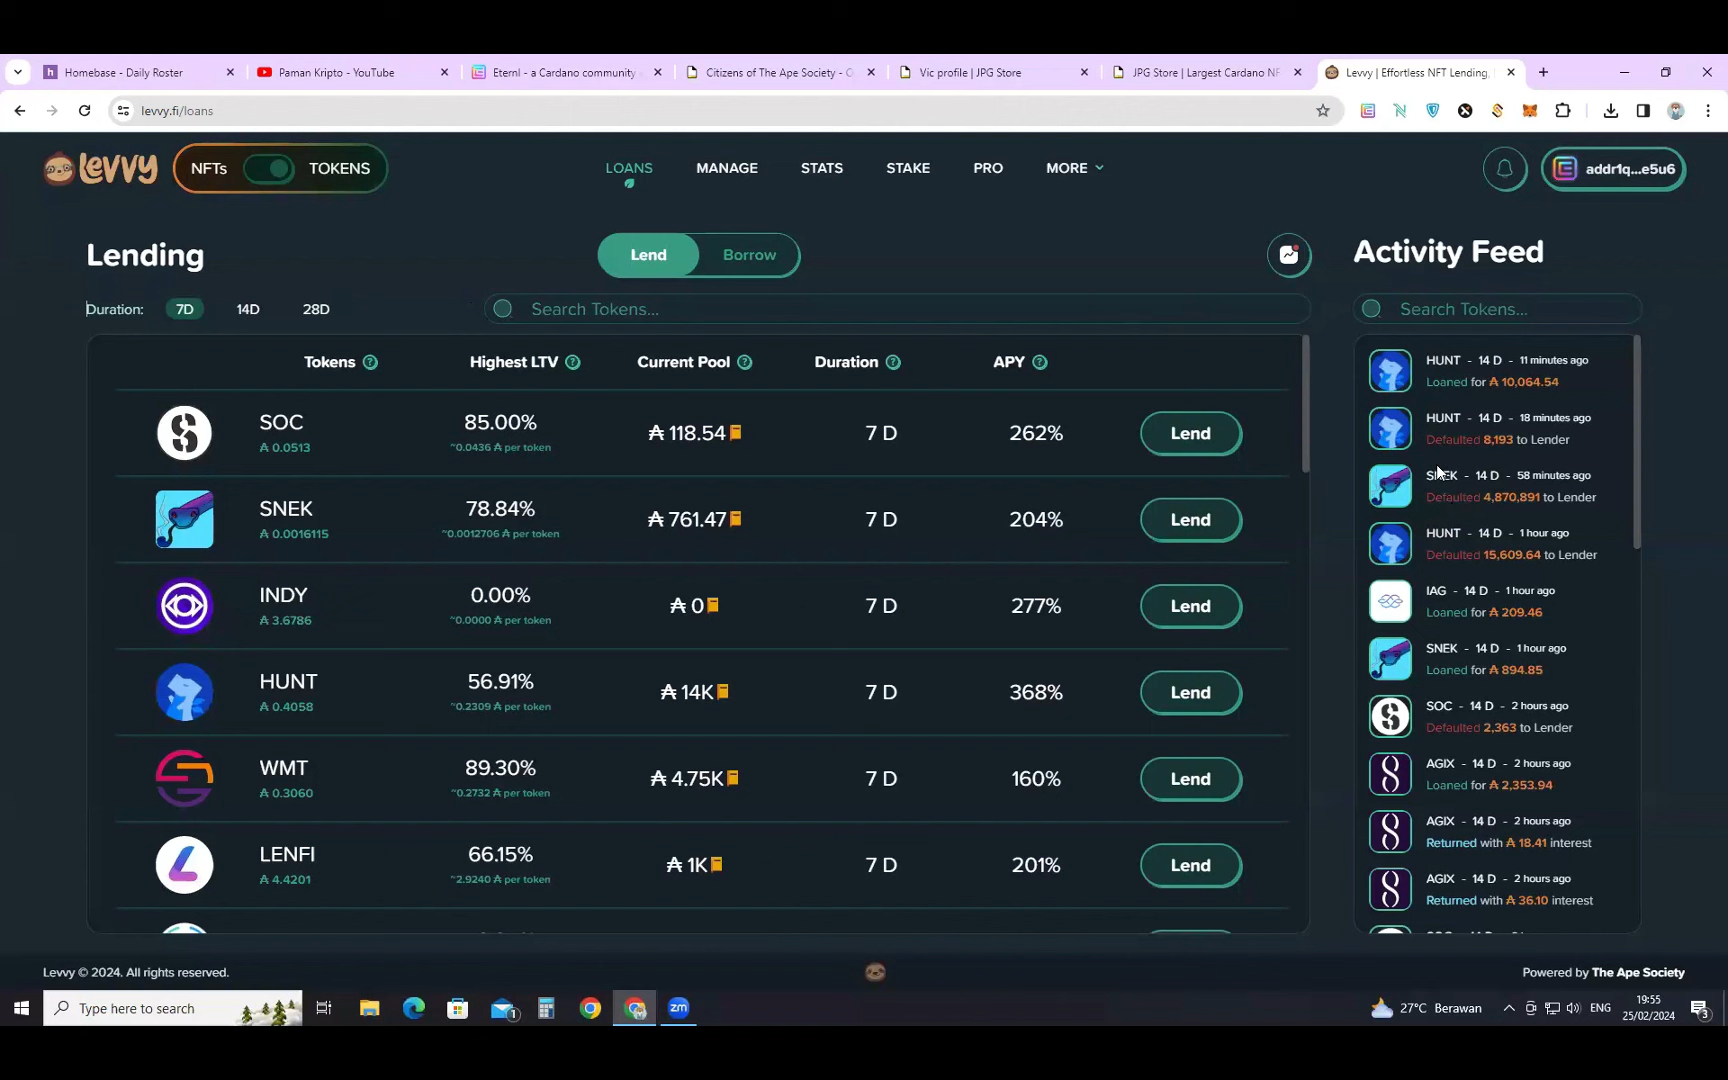 Homebase - Daily Roster
Paman Kripto - YouTube
Eternl - a Cardano community
Citizens of The Ape Society - C
Vic profile | JPG Store
JPG Store | Largest Cardano NF
Levvy | Effortless NFT Lending,
levvy.fi/loans
levvy
NFTs
TOKENS
LOANS
MANAGE
STATS
STAKE
PRO
MORE
addr1q...e5u6
Lending
Lend
Borrow
Duration:
7D
14D
28D
Search Tokens...
Tokens
Highest LTV
Current Pool
Duration
APY
SOC
₳ 0.0513
85.00%
~0.0436 ₳ per token
₳ 118.54
7 D
262%
Lend
SNEK
₳ 0.0016115
78.84%
~0.0012706 ₳ per token
₳ 761.47
7 D
204%
Lend
INDY
₳ 3.6786
0.00%
~0.0000 ₳ per token
₳ 0
7 D
277%
Lend
HUNT
₳ 0.4058
56.91%
~0.2309 ₳ per token
₳ 14K
7 D
368%
Lend
WMT
₳ 0.3060
89.30%
~0.2732 ₳ per token
₳ 4.75K
7 D
160%
Lend
LENFI
₳ 4.4201
66.15%
~2.9240 ₳ per token
₳ 1K
7 D
201%
Lend
Activity Feed
Search Tokens...
HUNT - 14 D - 11 minutes ago
Loaned for ₳ 10,064.54
HUNT - 14 D - 18 minutes ago
Defaulted 8,193 to Lender
SNEK - 14 D - 58 minutes ago
Defaulted 4,870,891 to Lender
HUNT - 14 D - 1 hour ago
Defaulted 15,609.64 to Lender
IAG - 14 D - 1 hour ago
Loaned for ₳ 209.46
SNEK - 14 D - 1 hour ago
Loaned for ₳ 894.85
SOC - 14 D - 2 hours ago
Defaulted 2,363 to Lender
AGIX - 14 D - 2 hours ago
Loaned for ₳ 2,353.94
AGIX - 14 D - 2 hours ago
Returned with ₳ 18.41 interest
AGIX - 14 D - 2 hours ago
Returned with ₳ 36.10 interest
Levvy © 2024. All rights reserved.
Powered by The Ape Society
Type here to search
1
zm
27°C Berawan
ENG
19:55
25/02/2024
3